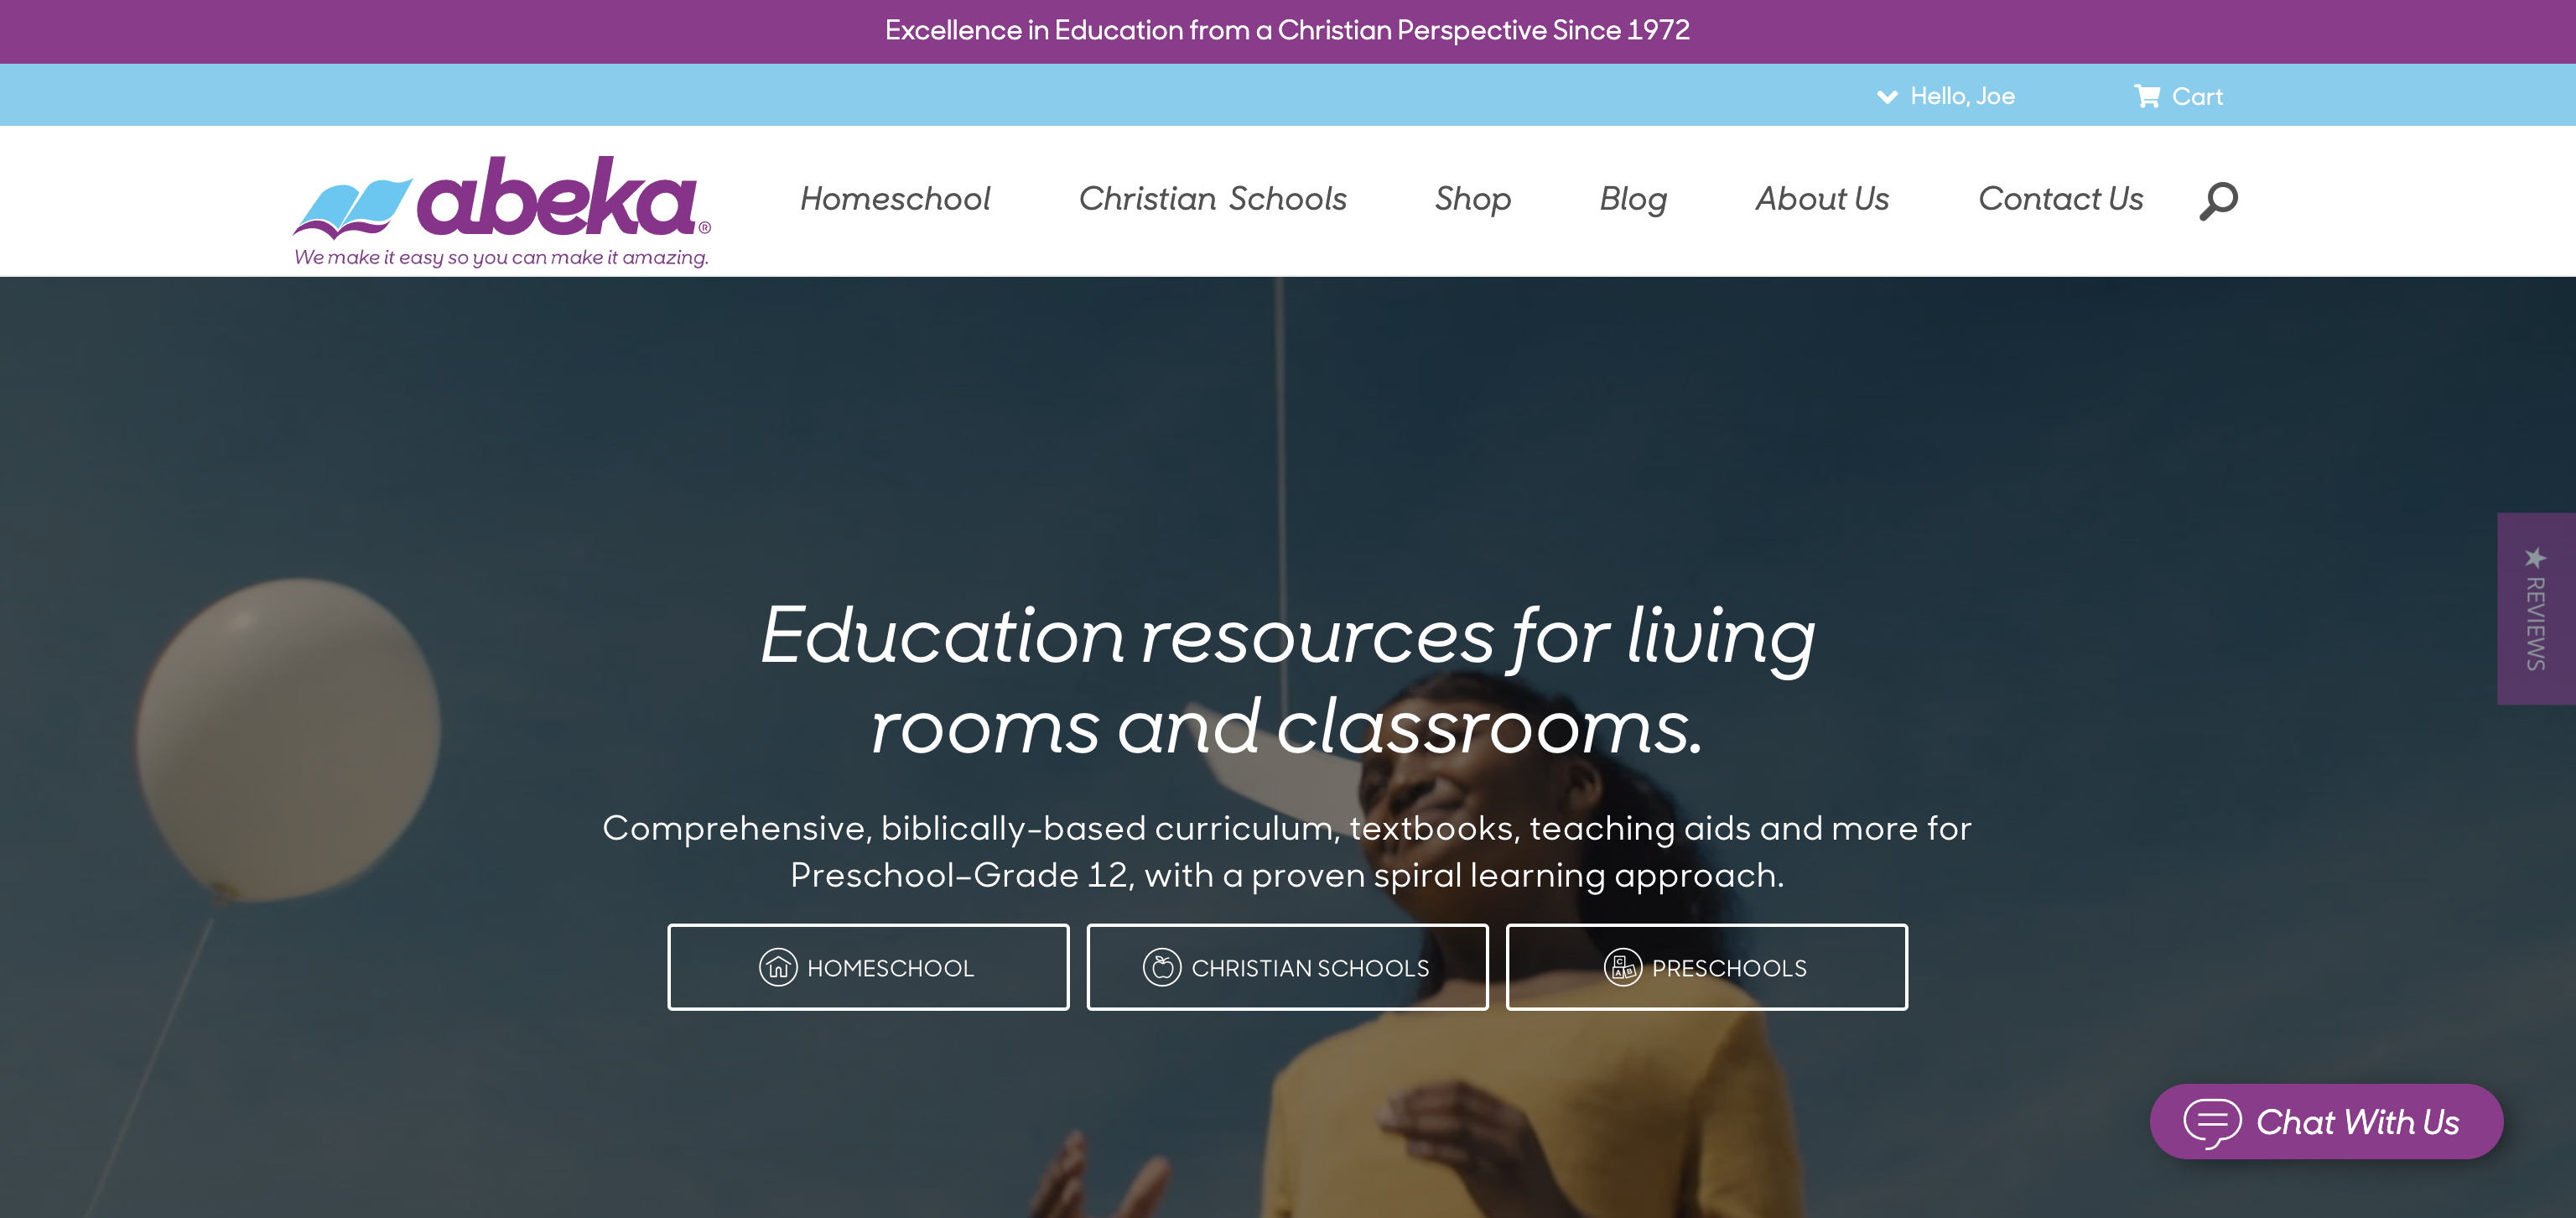 Excellence in Education from a Christian Perspective Since 1972
Hello, Joe
Cart
abeka®
We make it easy so you can make it amazing.
Homeschool
Christian Schools
Shop
Blog
About Us
Contact Us
Education resources for living
rooms and classrooms.
Comprehensive, biblically-based curriculum, textbooks, teaching aids and more for
Preschool–Grade 12, with a proven spiral learning approach.
HOMESCHOOL
CHRISTIAN SCHOOLS
C
A B
PRESCHOOLS
★ REVIEWS
Chat With Us